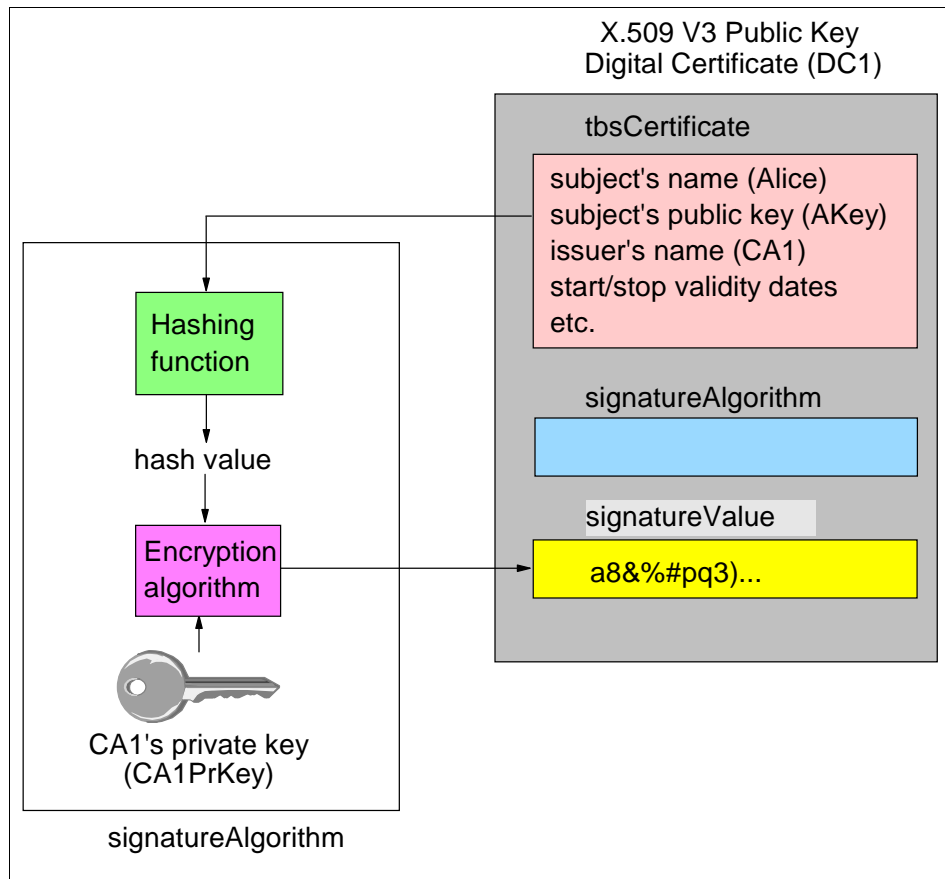 X.509 V3 Public Key
Digital Certificate (DC1)
tbsCertificate
subject's name (Alice)
subject's public key (AKey)
issuer's name (CA1)
start/stop validity dates
etc.
Hashing
function
signatureAlgorithm
hash value
signatureValue
Encryption
algorithm
a8&%#pq3)...
CA1's private key
(CA1PrKey)
signatureAlgorithm